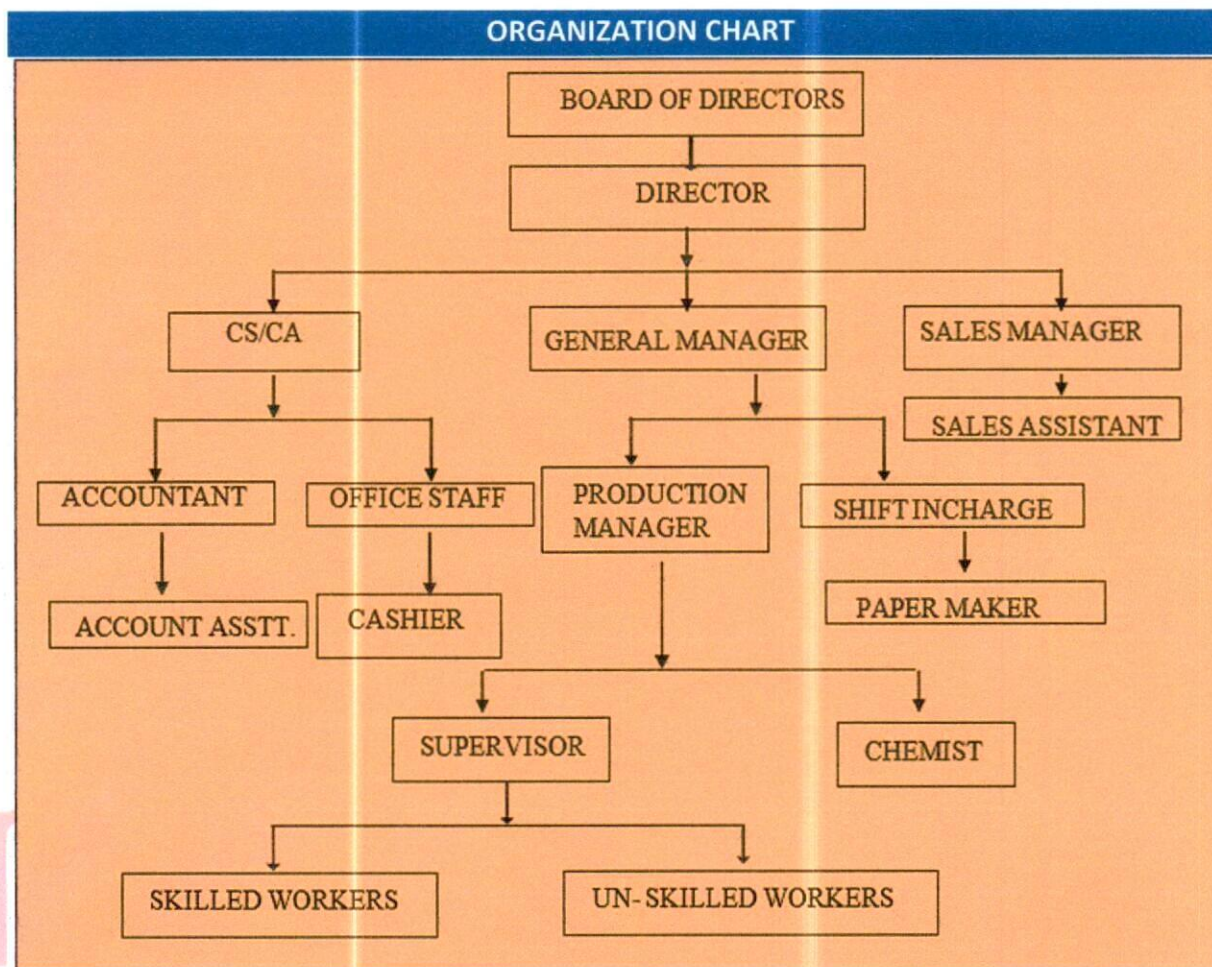 ORGANIZATION CHART
BOARD OF DIRECTORS
DIRECTOR
CS/CA
GENERAL MANAGER
SALES MANAGER
SALES ASSISTANT
ACCOUNTANT
OFFICE STAFF
PRODUCTION
MANAGER
SHIFT INCHARGE
ACCOUNT ASSTT.
CASHIER
PAPER MAKER
SUPERVISOR
CHEMIST
SKILLED WORKERS
UN- SKILLED WORKERS